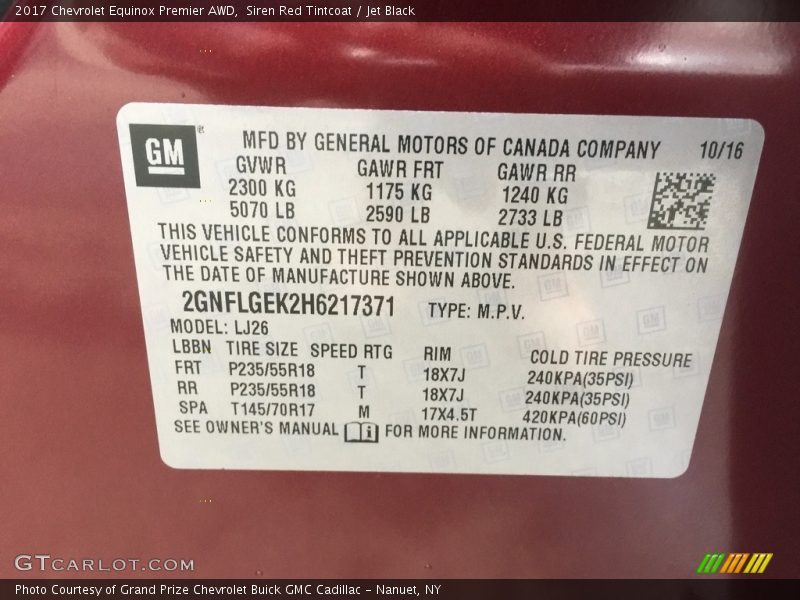 2017 Chevrolet Equinox Premier AWD,  Siren Red Tintcoat / Jet Black
GM®
MFD BY GENERAL MOTORS OF CANADA COMPANY 10/16
GVWR GAWR FRT GAWR RR
2300 KG 1175 KG 1240 KG
5070 LB 2590 LB 2733 LB
THIS VEHICLE CONFORMS TO ALL APPLICABLE U.S. FEDERAL MOTOR
VEHICLE SAFETY AND THEFT PREVENTION STANDARDS IN EFFECT ON
THE DATE OF MANUFACTURE SHOWN ABOVE.
2GNFLGEK2H6217371 TYPE: M.P.V.
MODEL: LJ26
LBBN TIRE SIZE SPEED RTG RIM COLD TIRE PRESSURE
FRT P235/55R18 T 18X7J 240KPA(35PSI)
RR P235/55R18 T 18X7J 240KPA(35PSI)
SPA T145/70R17 M 17X4.5T 420KPA(60PSI)
SEE OWNER'S MANUAL i FOR MORE INFORMATION.
GTCARLOT.COM
Photo Courtesy of Grand Prize Chevrolet Buick GMC Cadillac - Nanuet, NY